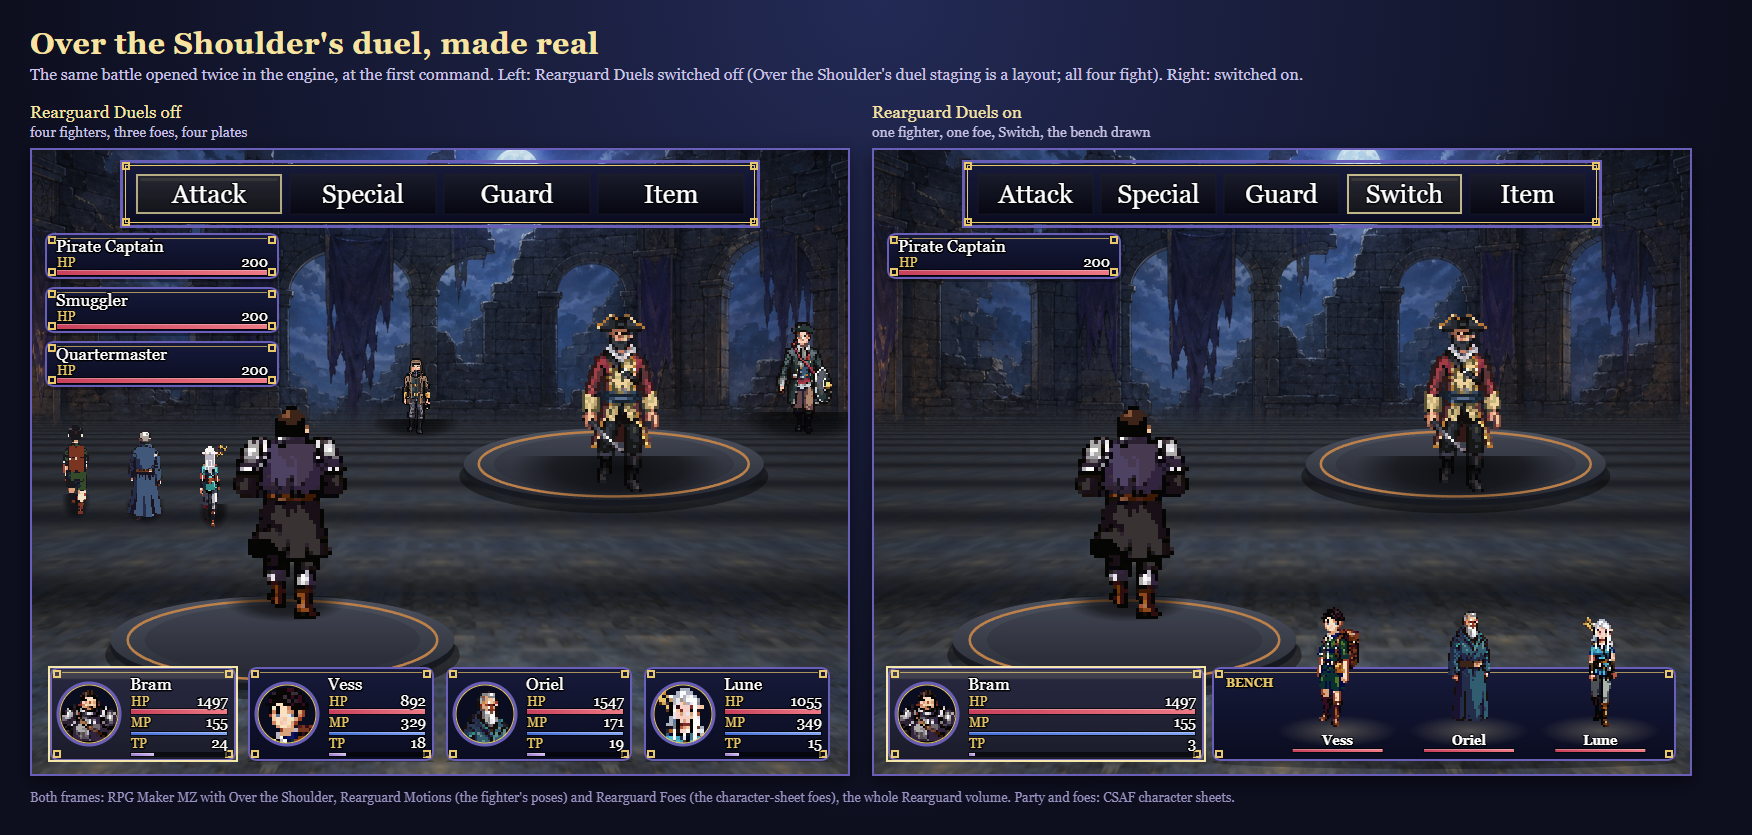 Over the Shoulder's duel, made real
The same battle opened twice in the engine, at the first command. Left: Rearguard Duels switched off (Over the Shoulder's duel staging is a layout; all four fight). Right: switched on.
Rearguard Duels off
four fighters, three foes, four plates
Attack Special Guard Item
Pirate Captain
HP 200
Smuggler
HP 200
Quartermaster
HP 200
Bram
HP 1497
MP 155
TP 24
Vess
HP 892
MP 329
TP 18
Oriel
HP 1547
MP 171
TP 19
Lune
HP 1055
MP 349
TP 15
Rearguard Duels on
one fighter, one foe, Switch, the bench drawn
Attack Special Guard Switch Item
Pirate Captain
HP 200
Bram
HP 1497
MP 155
TP 3
BENCH
Vess Oriel Lune
Both frames: RPG Maker MZ with Over the Shoulder, Rearguard Motions (the fighter's poses) and Rearguard Foes (the character-sheet foes), the whole Rearguard volume. Party and foes: CSAF character sheets.